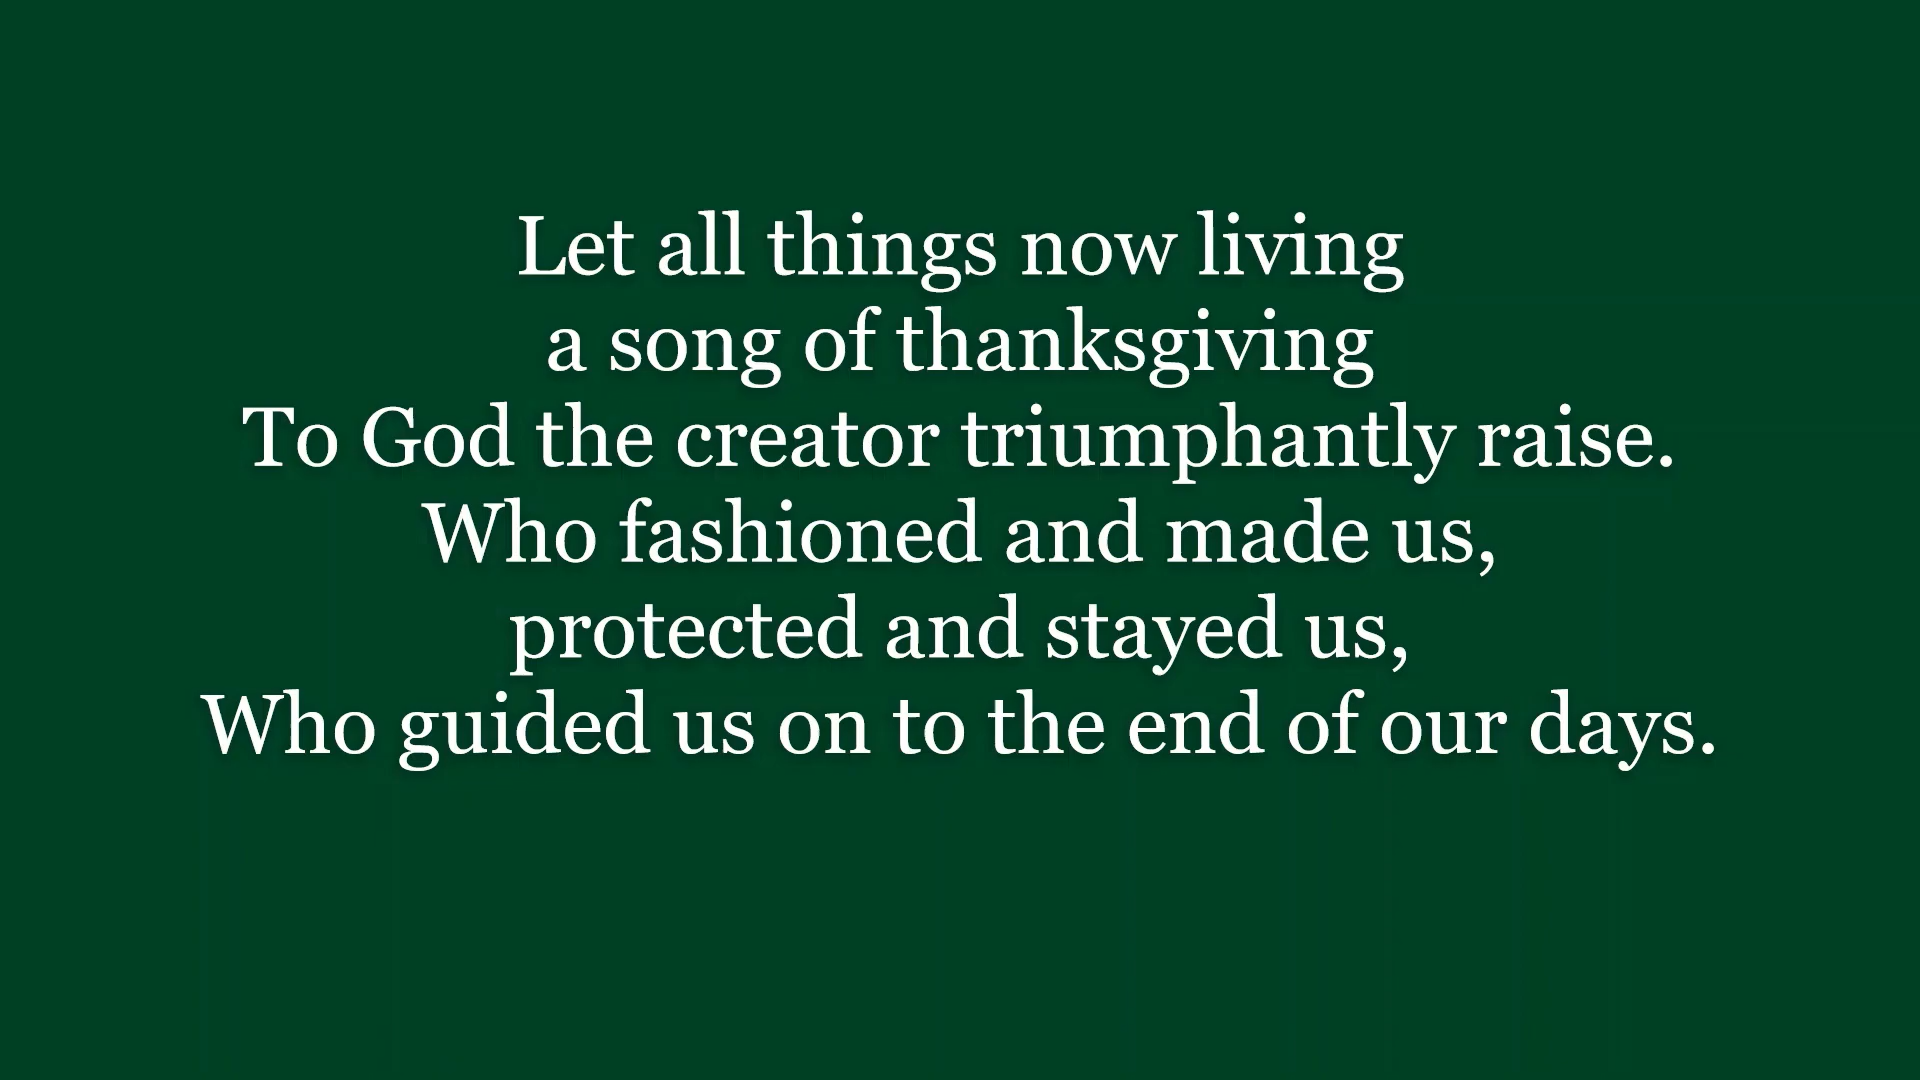 Let all things now living
a song of thanksgiving
To God the creator triumphantly raise.
Who fashioned and made us,
protected and stayed us,
Who guided us on to the end of our days.